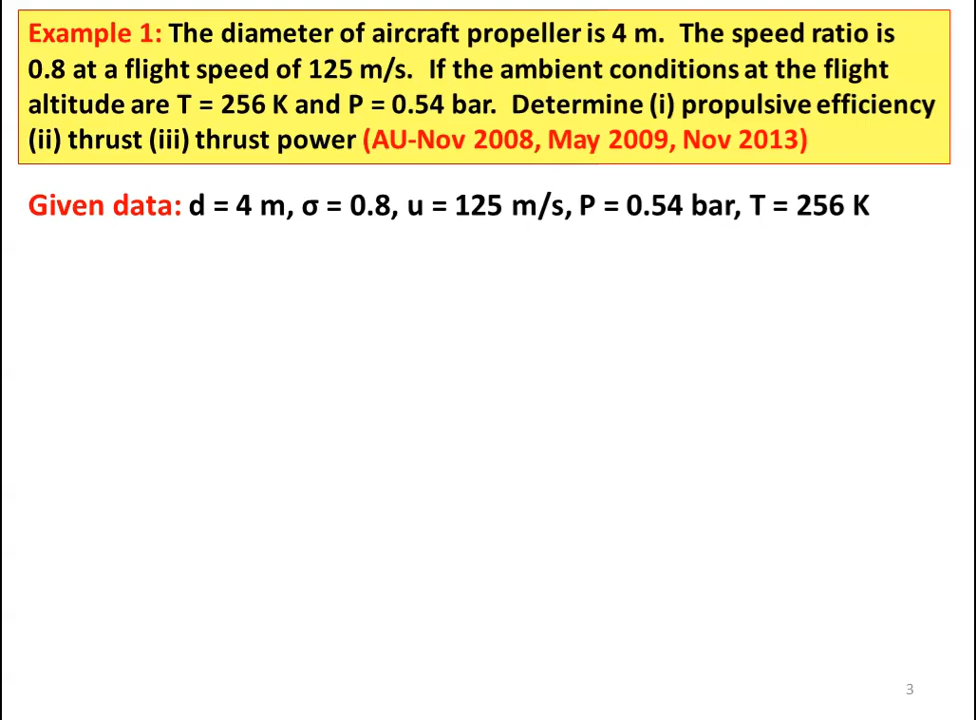 Example 1: The diameter of aircraft propeller is 4 m. The speed ratio is
0.8 at a flight speed of 125 m/s. If the ambient conditions at the flight
altitude are T = 256 K and P = 0.54 bar. Determine (i) propulsive efficiency
(ii) thrust (iii) thrust power (AU-Nov 2008, May 2009, Nov 2013)
Given data: d = 4 m, σ = 0.8, u = 125 m/s, P = 0.54 bar, T = 256 K
3